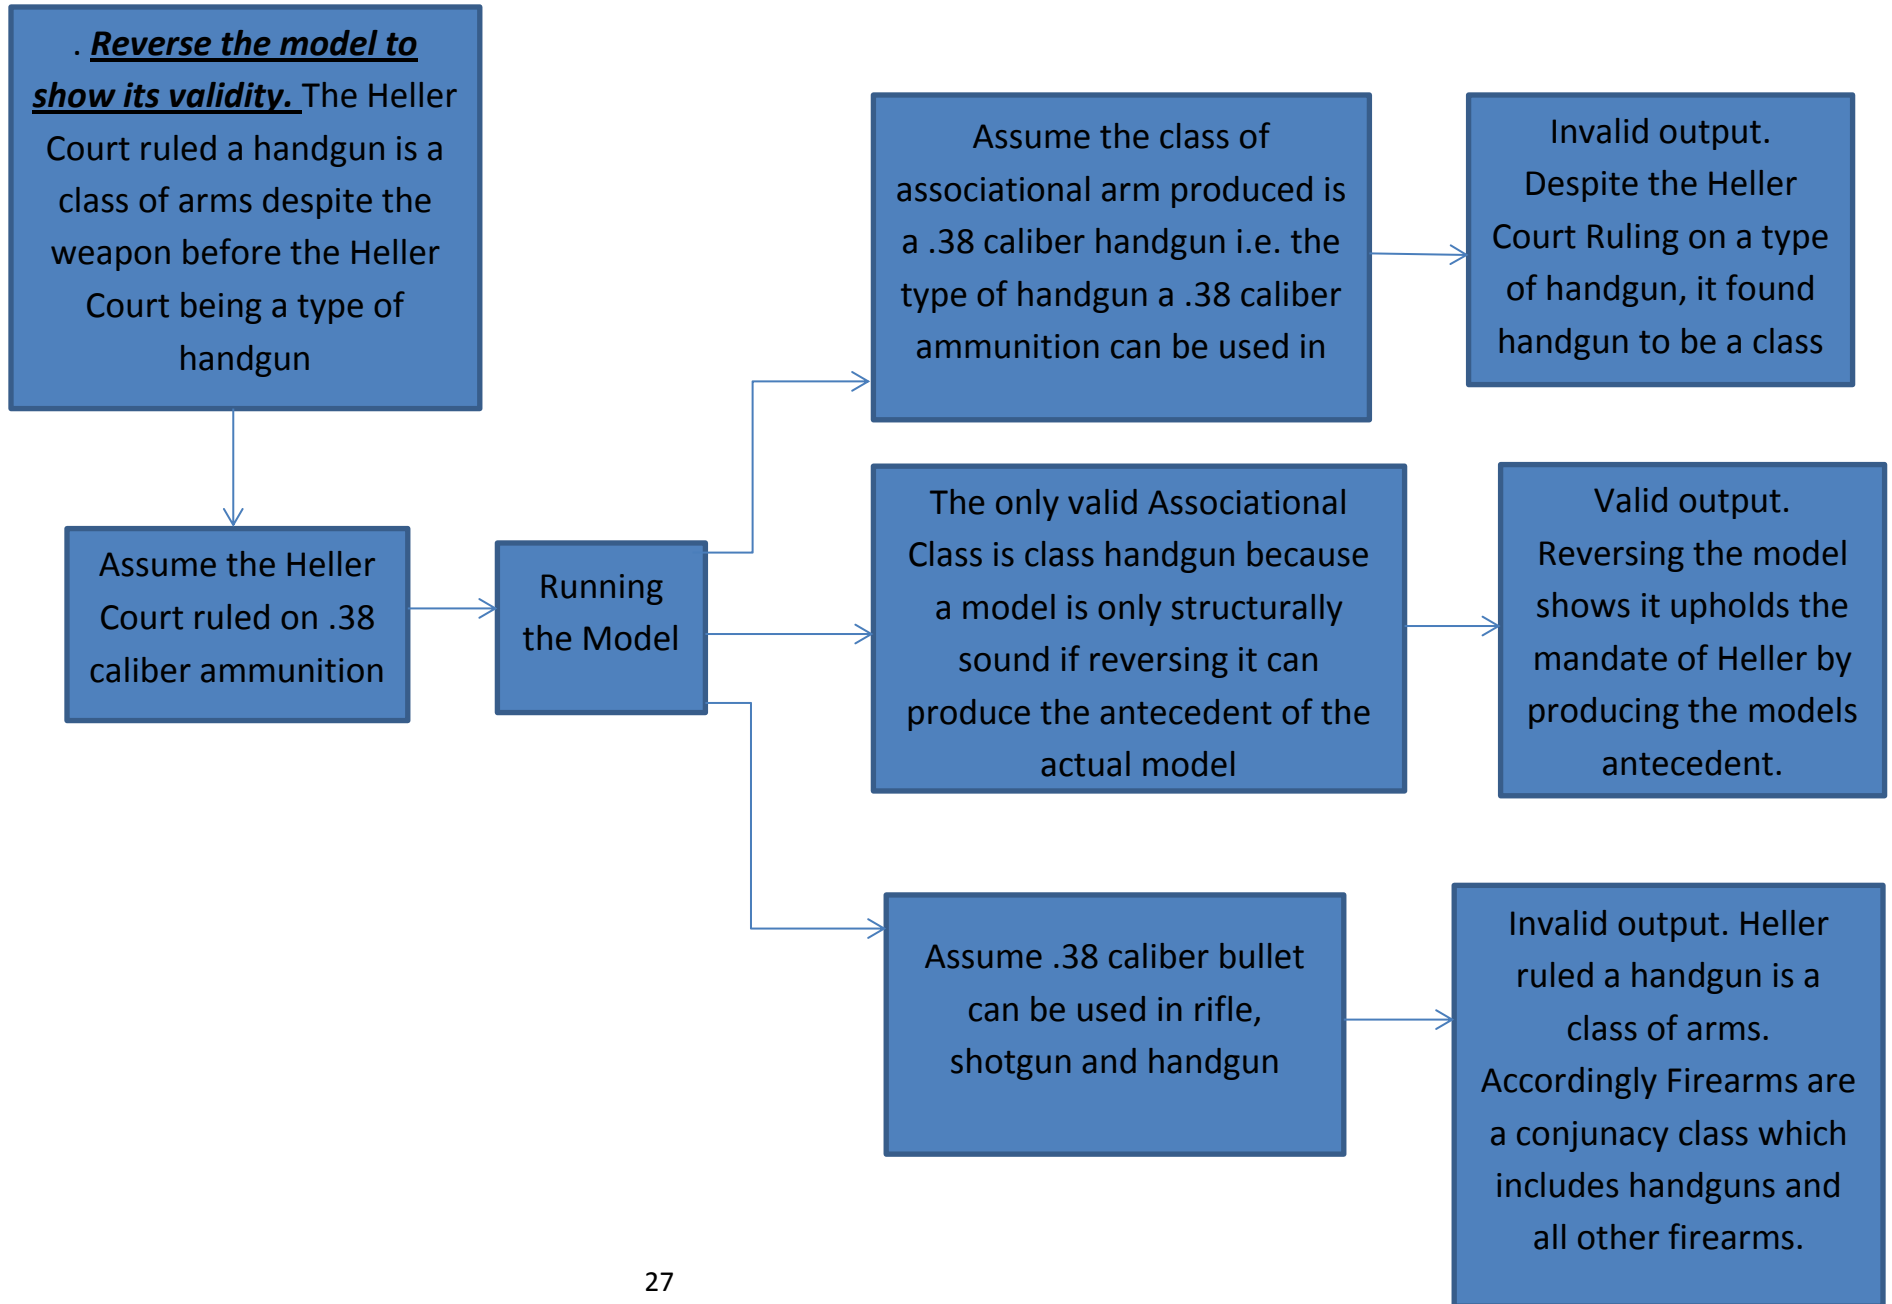 . Reverse the model to
show its validity. The Heller
Court ruled a handgun is a
class of arms despite the
weapon before the Heller
Court being a type of
handgun
Assume the Heller
Court ruled on .38
caliber ammunition
Running
the Model
Assume the class of
associational arm produced is
a .38 caliber handgun i.e. the
type of handgun a .38 caliber
ammunition can be used in
Invalid output.
Despite the Heller
Court Ruling on a type
of handgun, it found
handgun to be a class
The only valid Associational
Class is class handgun because
a model is only structurally
sound if reversing it can
produce the antecedent of the
actual model
Valid output.
Reversing the model
shows it upholds the
mandate of Heller by
producing the models
antecedent.
Assume .38 caliber bullet
can be used in rifle,
shotgun and handgun
Invalid output. Heller
ruled a handgun is a
class of arms.
Accordingly Firearms are
a conjunacy class which
includes handguns and
all other firearms.
27